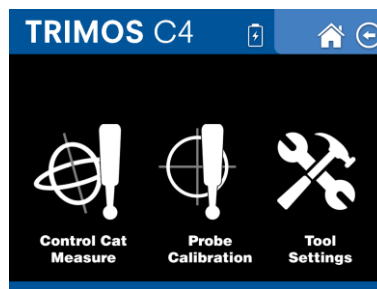 TRIMOS C4
Control Cat
Measure
Probe
Calibration
Tool
Settings